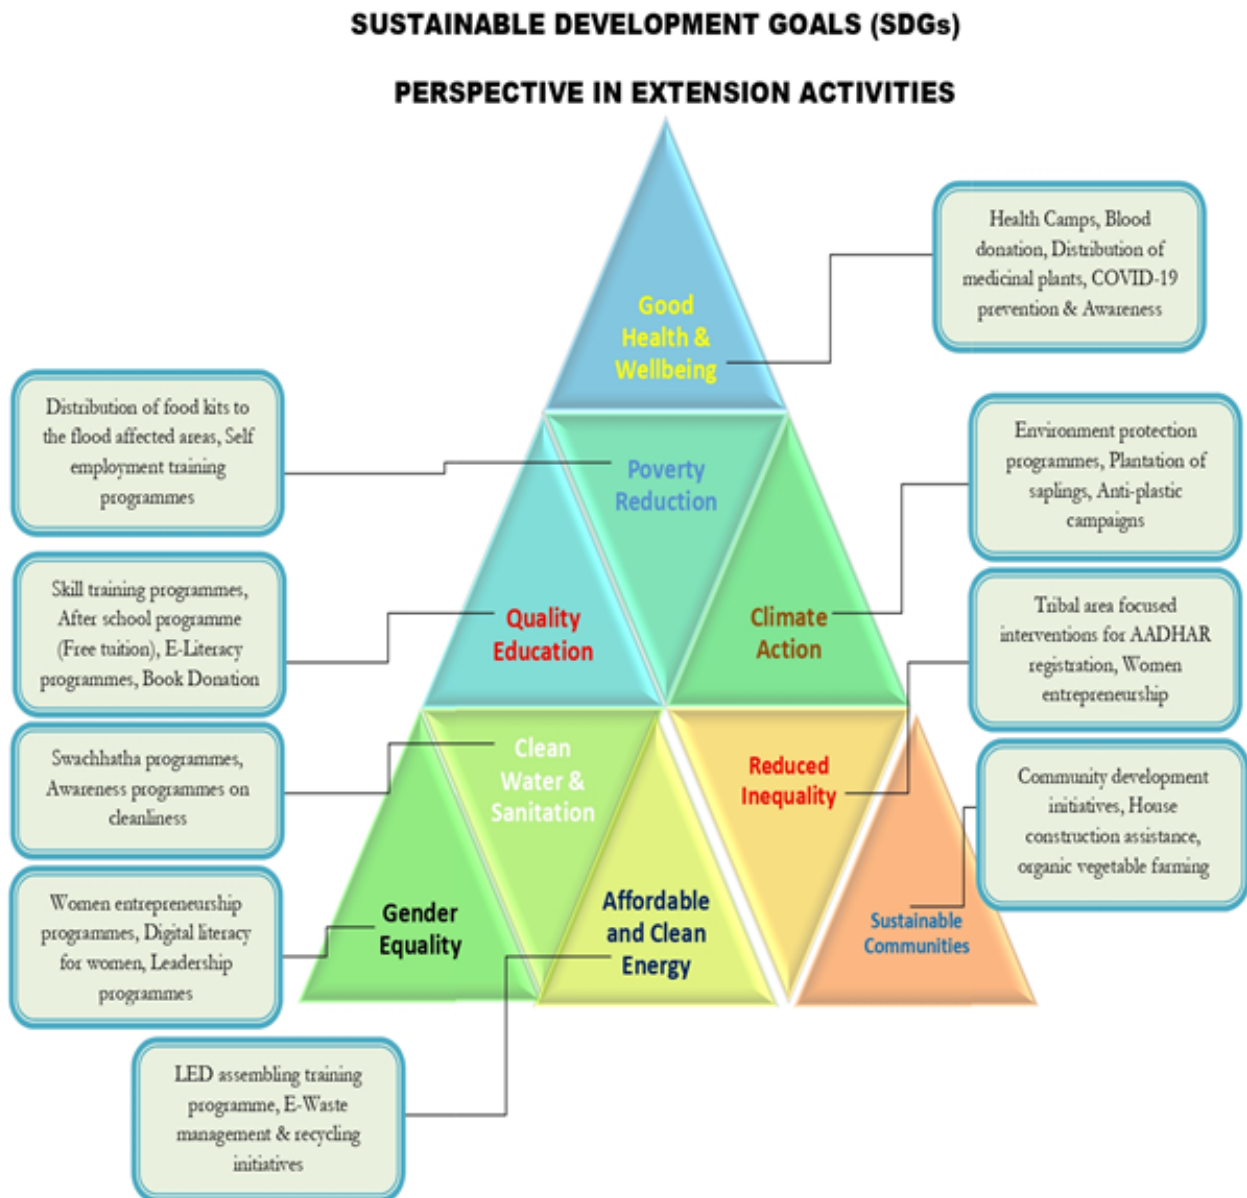 SUSTAINABLE DEVELOPMENT GOALS (SDGs)
PERSPECTIVE IN EXTENSION ACTIVITIES
Good
Health &
Wellbeing
Health Camps, Blood
donation, Distribution of
medicinal plants, COVID-19
prevention & Awareness
Distribution of food kits to
the flood affected areas, Self
employment training
programmes
Poverty
Reduction
Environment protection
programmes, Plantation of
saplings, Anti-plastic
campaigns
Skill training programmes,
After school programme
(Free tuition), E-Literacy
programmes, Book Donation
Quality
Education
Climate
Action
Tribal area focused
interventions for AADHAR
registration, Women
entrepreneurship
Swachhatha programmes,
Awareness programmes on
cleanliness
Clean
Water &
Sanitation
Reduced
Inequality
Community development
initiatives, House
construction assistance,
organic vegetable farming
Women entrepreneurship
programmes, Digital literacy
for women, Leadership
programmes
Gender
Equality
Affordable
and Clean
Energy
Sustainable
Communities
LED assembling training
programme, E-Waste
management & recycling
initiatives